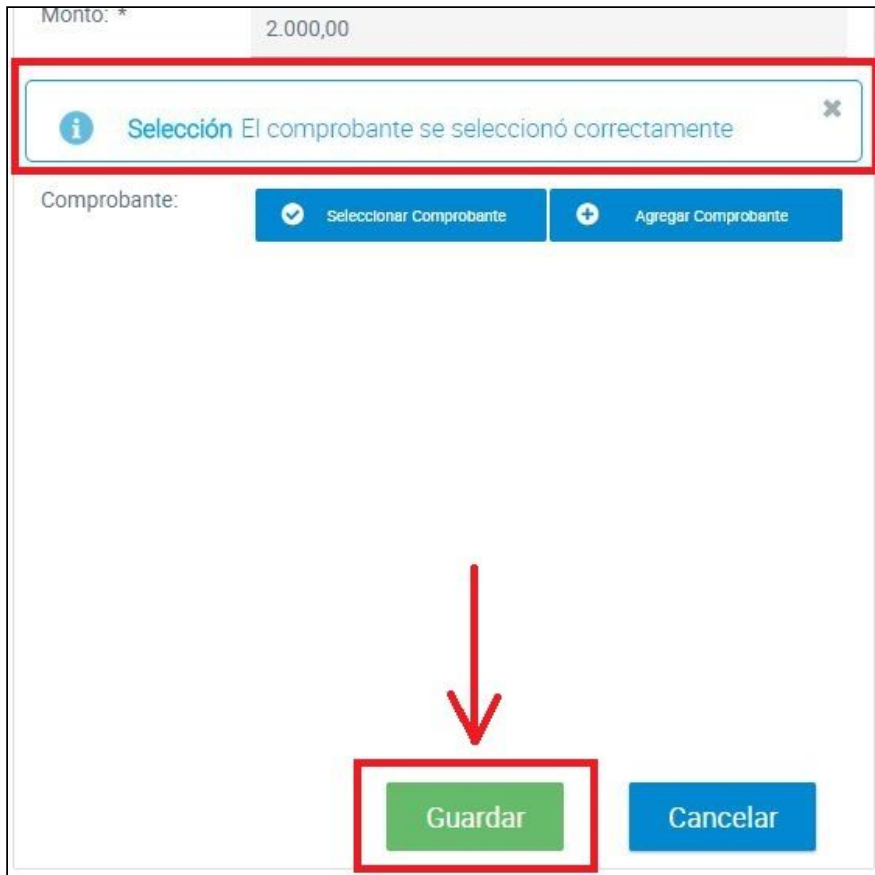 Monto: *
2.000,00
Selección El comprobante se seleccionó correctamente
Comprobante:
Seleccionar Comprobante
Agregar Comprobante
Guardar
Cancelar